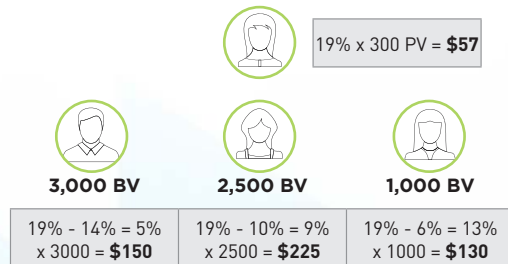 19% x 300 PV = $57
3,000 BV
2,500 BV
1,000 BV
19% - 14% = 5%
x 3000 = $150
19% - 10% = 9%
x 2500 = $225
19% - 6% = 13%
x 1000 = $130